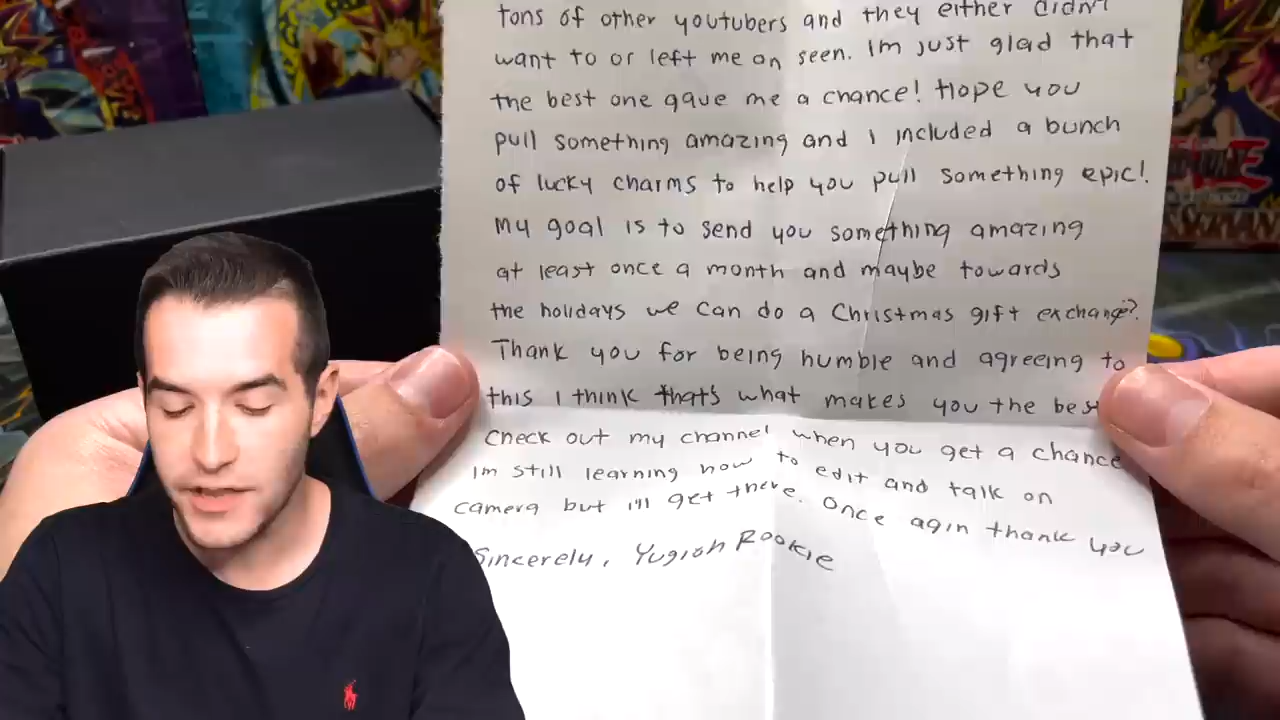 tons of other youtubers and they either didn't
want to or left me on seen. Im just glad that
the best one gave me a chance! Hope you
pull something amazing and I included a bunch
of lucky charms to help you pull something epic!
My goal is to send you something amazing
at least once a month and maybe towards
the holidays we can do a Christmas gift exchange?
Thank you for being humble and agreeing to
this I think that's what makes you the best
Check out my channel when you get a chance
Im still learning how to edit and talk on
camera but i'll get there. Once agin thank you
Sincerely, Yugioh Rookie